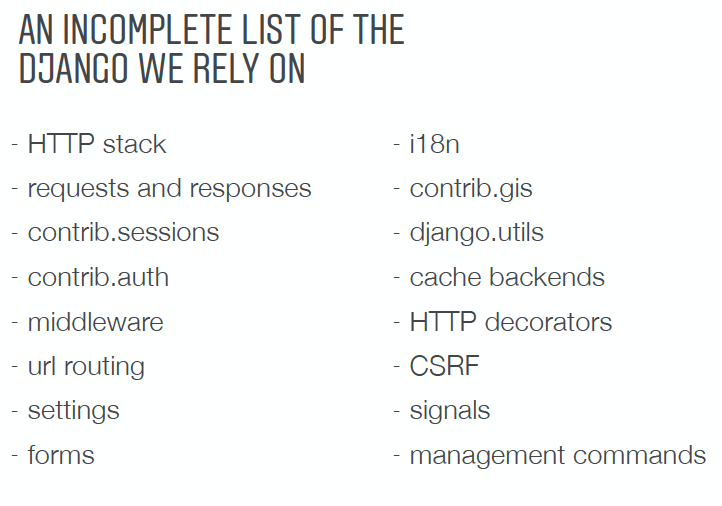 AN INCOMPLETE LIST OF THE
DJANGO WE RELY ON
- HTTP stack
- requests and responses
- contrib.sessions
- contrib.auth
- middleware
- url routing
- settings
- forms
- i18n
- contrib.gis
- django.utils
- cache backends
- HTTP decorators
- CSRF
- signals
- management commands